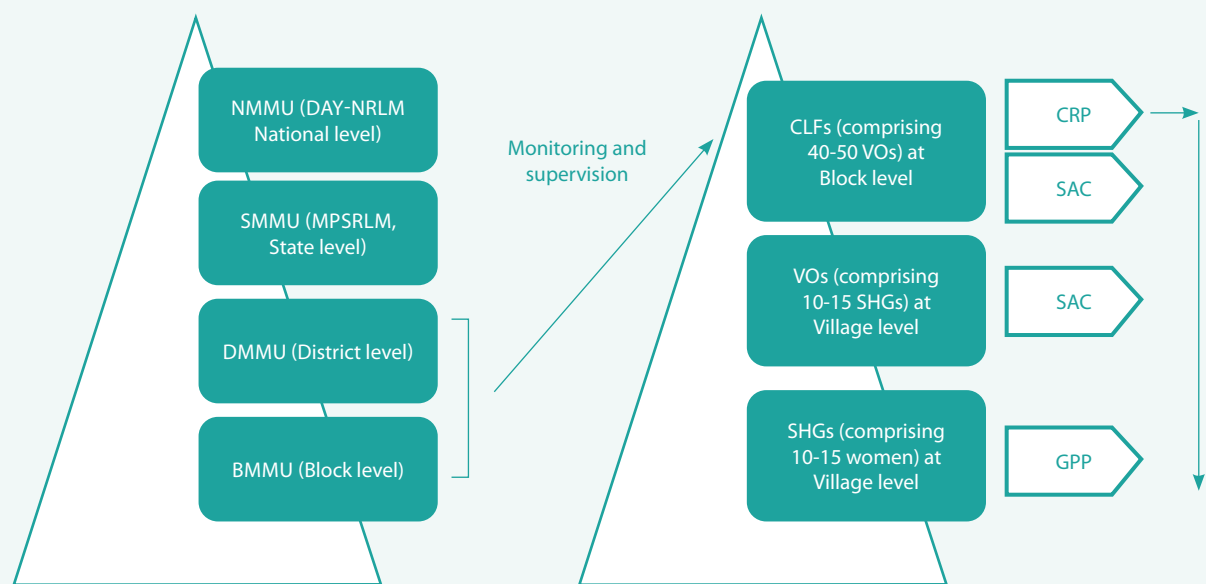 NMMU (DAY-NRLM
National level)
SMMU (MPSRLM,
State level)
DMMU (District level)
BMMU (Block level)
Monitoring and
supervision
CLFs (comprising
40-50 VOs) at
Block level
CRP
SAC
VOs (comprising
10-15 SHGs) at
Village level
SAC
SHGs (comprising
10-15 women) at
Village level
GPP